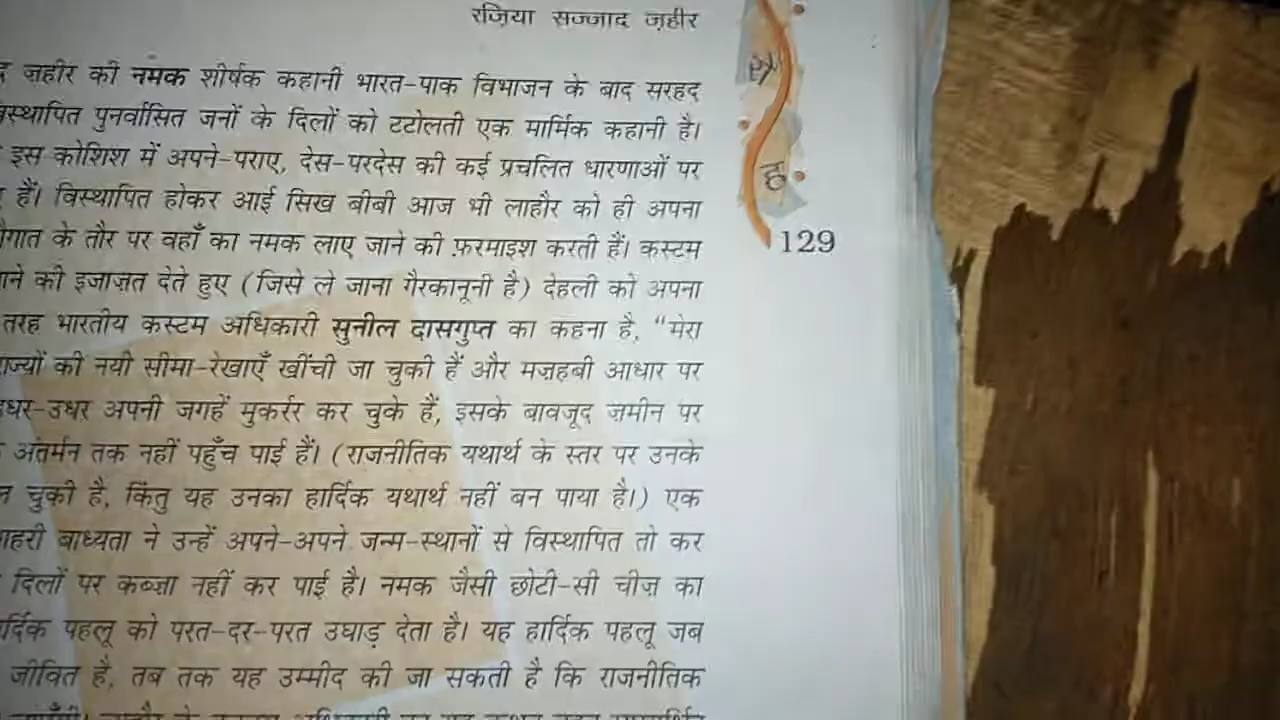 रज़िया सज्जाद ज़हीर
ज़हीर की नमक शीर्षक कहानी भारत-पाक विभाजन के बाद सरहद
पुनर्वासित जनों के दिलों को टटोलती एक मार्मिक कहानी है।
इस कोशिश में अपने-पराए, देस-परदेस की कई प्रचलित धारणाओं पर
हैं। विस्थापित होकर आई सिख बीबी आज भी लाहौर को ही अपना
के तौर पर वहाँ का नमक लाए जाने की फ़रमाइश करती हैं। कस्टम
की इजाज़त देते हुए (जिसे ले जाना गैरकानूनी है) देहली को अपना
तरह भारतीय कस्टम अधिकारी सुनील दासगुप्त का कहना है, “मेरा
की नयी सीमा-रेखाएँ खींची जा चुकी हैं और मज़हबी आधार पर
अपनी जगहें मुकर्रर कर चुके हैं, इसके बावजूद ज़मीन पर
अंतर्मन तक नहीं पहुँच पाई हैं। (राजनीतिक यथार्थ के स्तर पर उनके
चुकी है, किंतु यह उनका हार्दिक यथार्थ नहीं बन पाया है।) एक
बाध्यता ने उन्हें अपने-अपने जन्म-स्थानों से विस्थापित तो कर
दिलों पर कब्ज़ा नहीं कर पाई है। नमक जैसी छोटी-सी चीज़ का
पहलू को परत-दर-परत उघाड़ देता है। यह हार्दिक पहलू जब
जीवित है, तब तक यह उम्मीद की जा सकती है कि राजनीतिक
ह
129